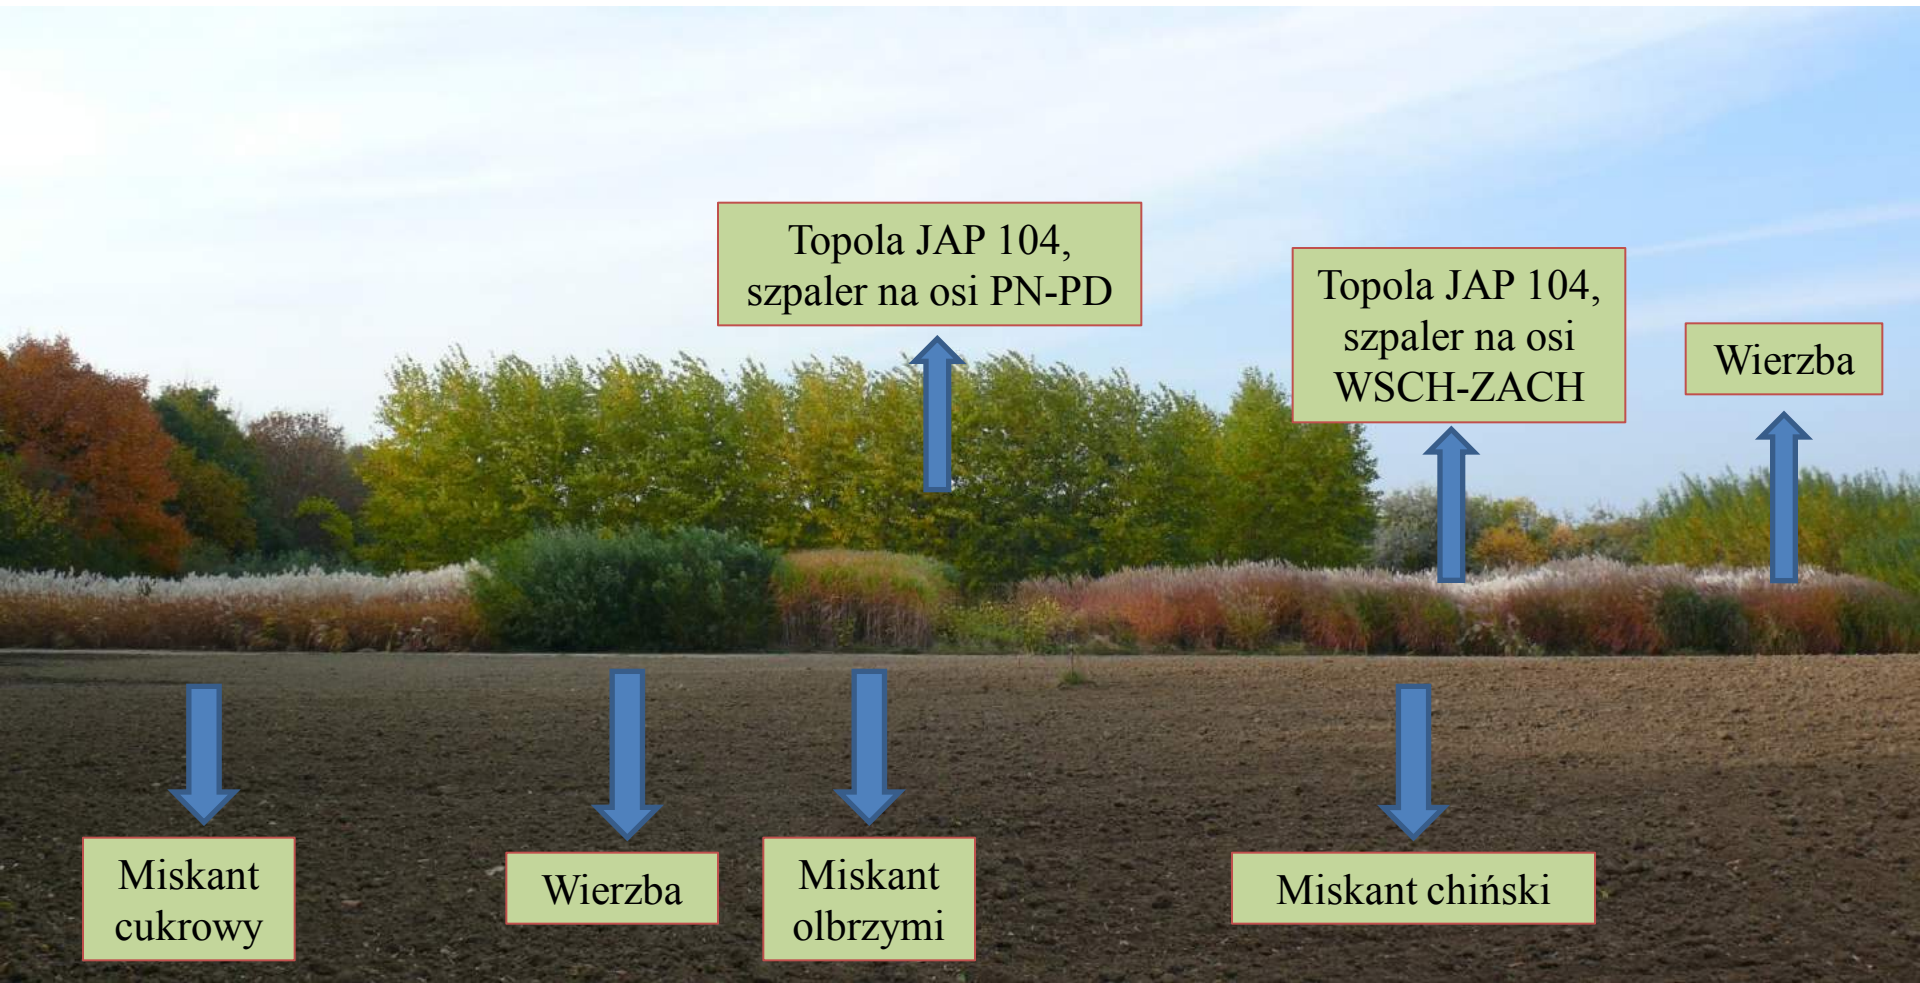 Topola JAP 104,
szpaler na osi PN-PD
Topola JAP 104,
szpaler na osi
WSCH-ZACH
Wierzba
Miskant
cukrowy
Wierzba
Miskant
olbrzymi
Miskant chiński